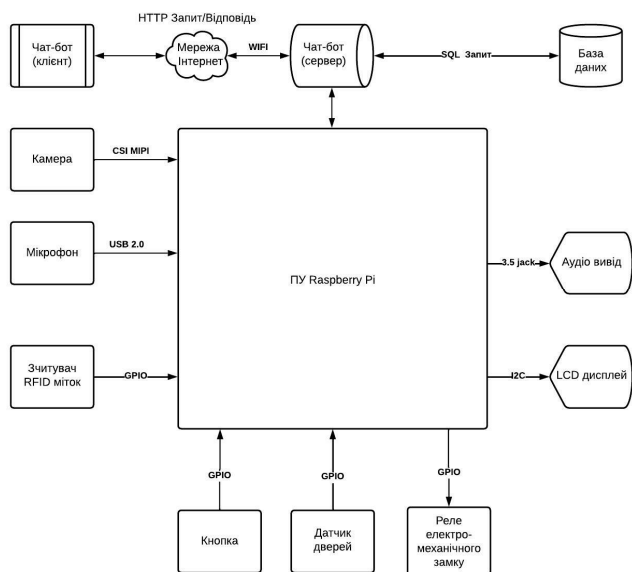 HTTP Запит/Відповідь
Чат-бот
(клієнт)
Мережа
Інтернет
WIFI
Чат-бот
(сервер)
SQL Запит
База
даних
Камера
CSI MIPI
Мікрофон
USB 2.0
ПУ Raspberry Pi
3.5 jack
Аудіо вивід
Зчитувач
RFID міток
GPIO
I2C
LCD дисплей
GPIO
GPIO
GPIO
Кнопка
Датчик
дверей
Реле
електро-
механічного
замку